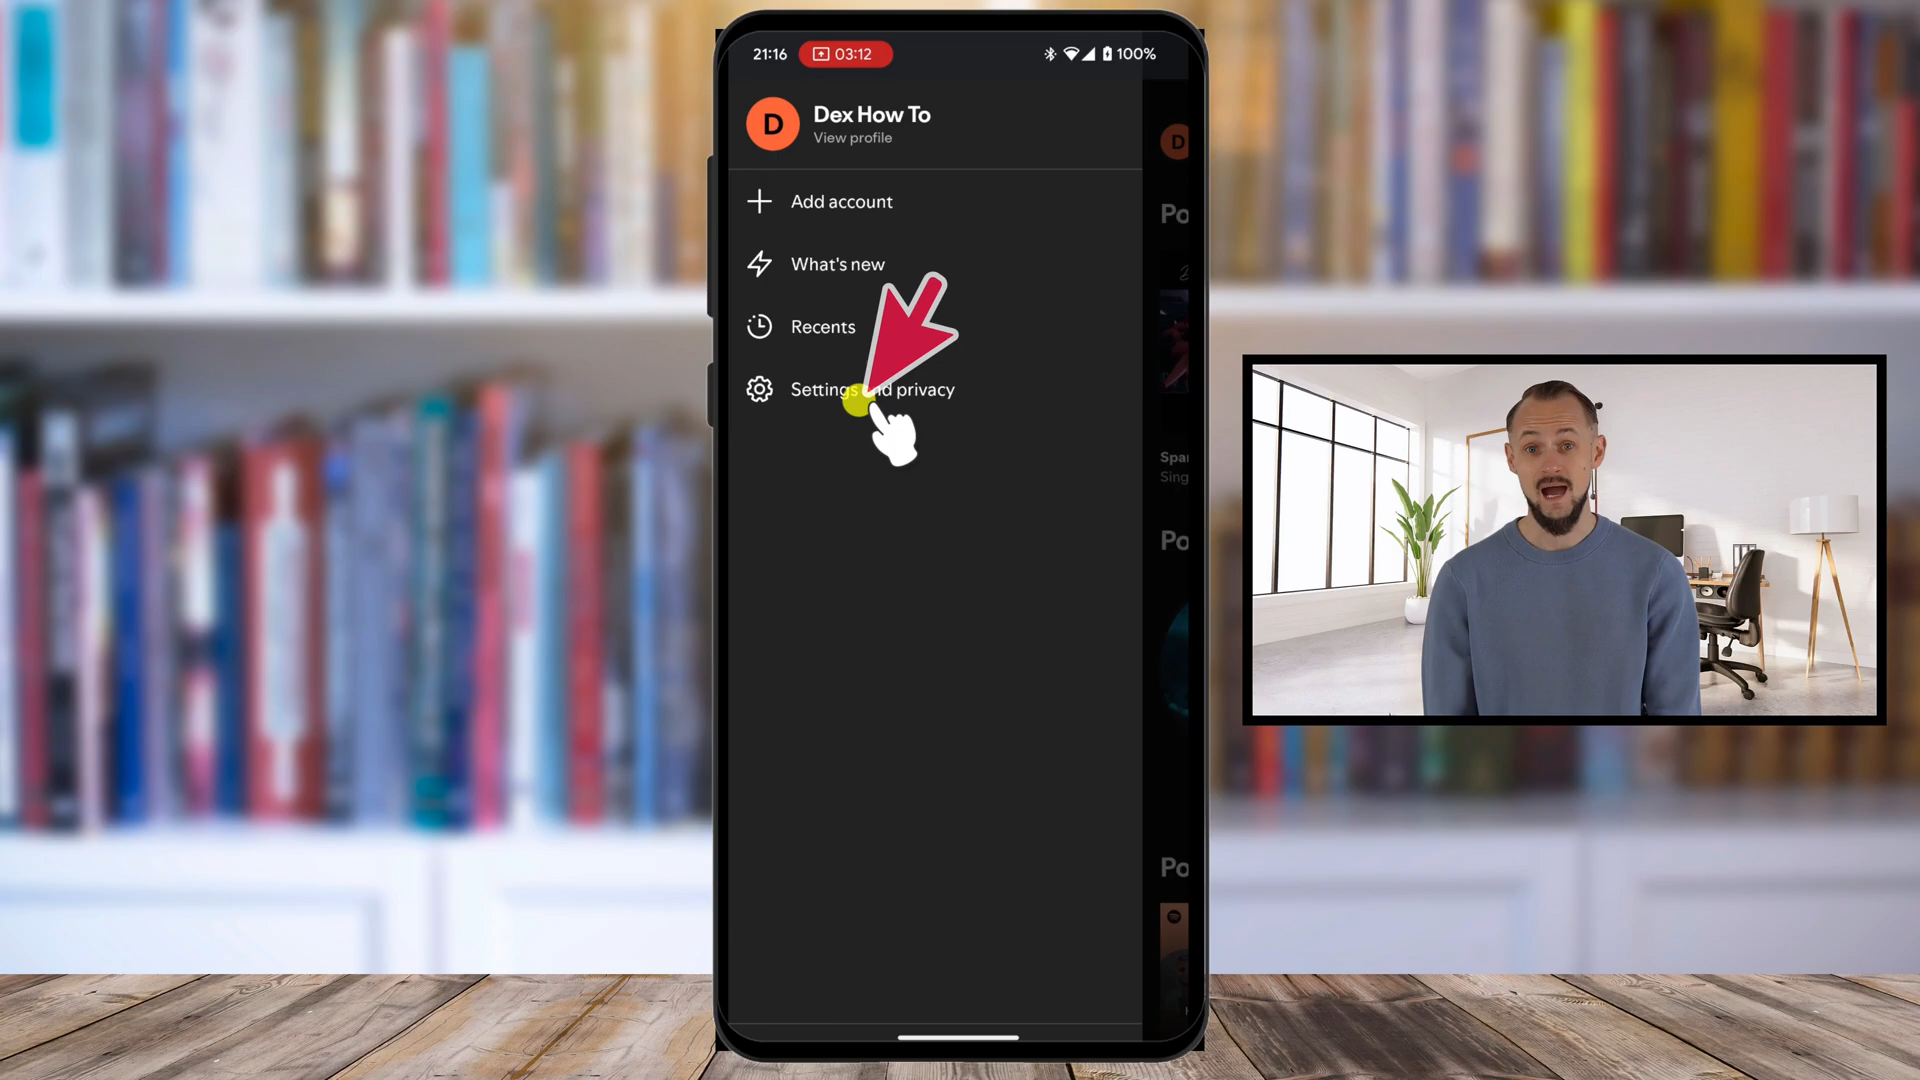 21:16 03:12 100%
D Dex How To
View profile
D
Add account
Po
What's new
Recents
Settings and privacy
Spar
Sing
Po
Po